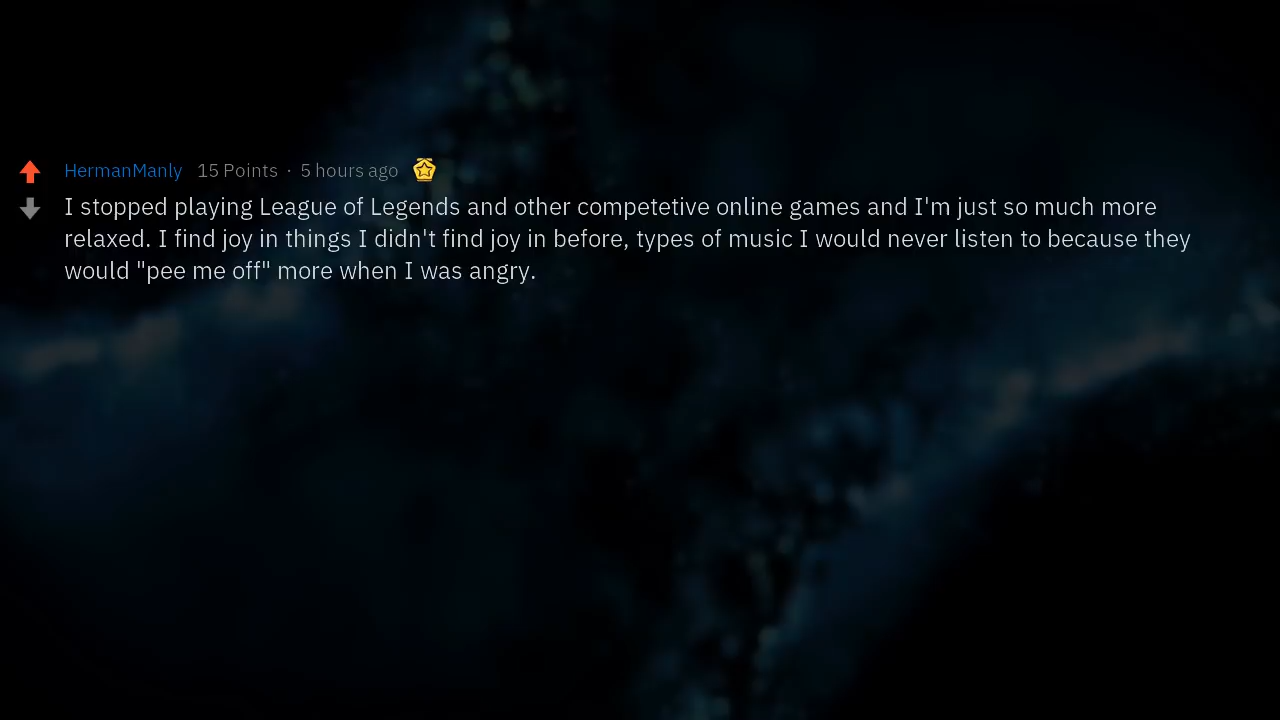 HermanManly 15 Points · 5 hours ago
I stopped playing League of Legends and other competetive online games and I'm just so much more
relaxed. I find joy in things I didn't find joy in before, types of music I would never listen to because they
would "pee me off" more when I was angry.